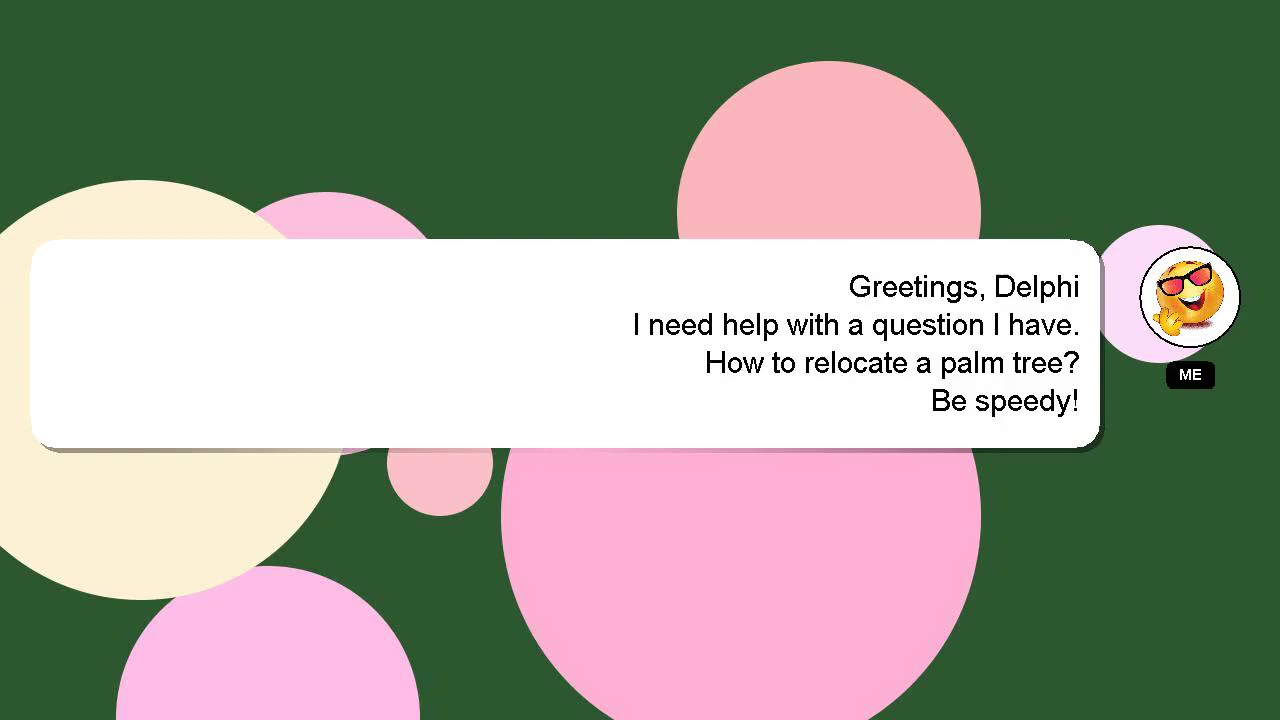 Greetings, Delphi
I need help with a question I have.
How to relocate a palm tree?
Be speedy!
ME